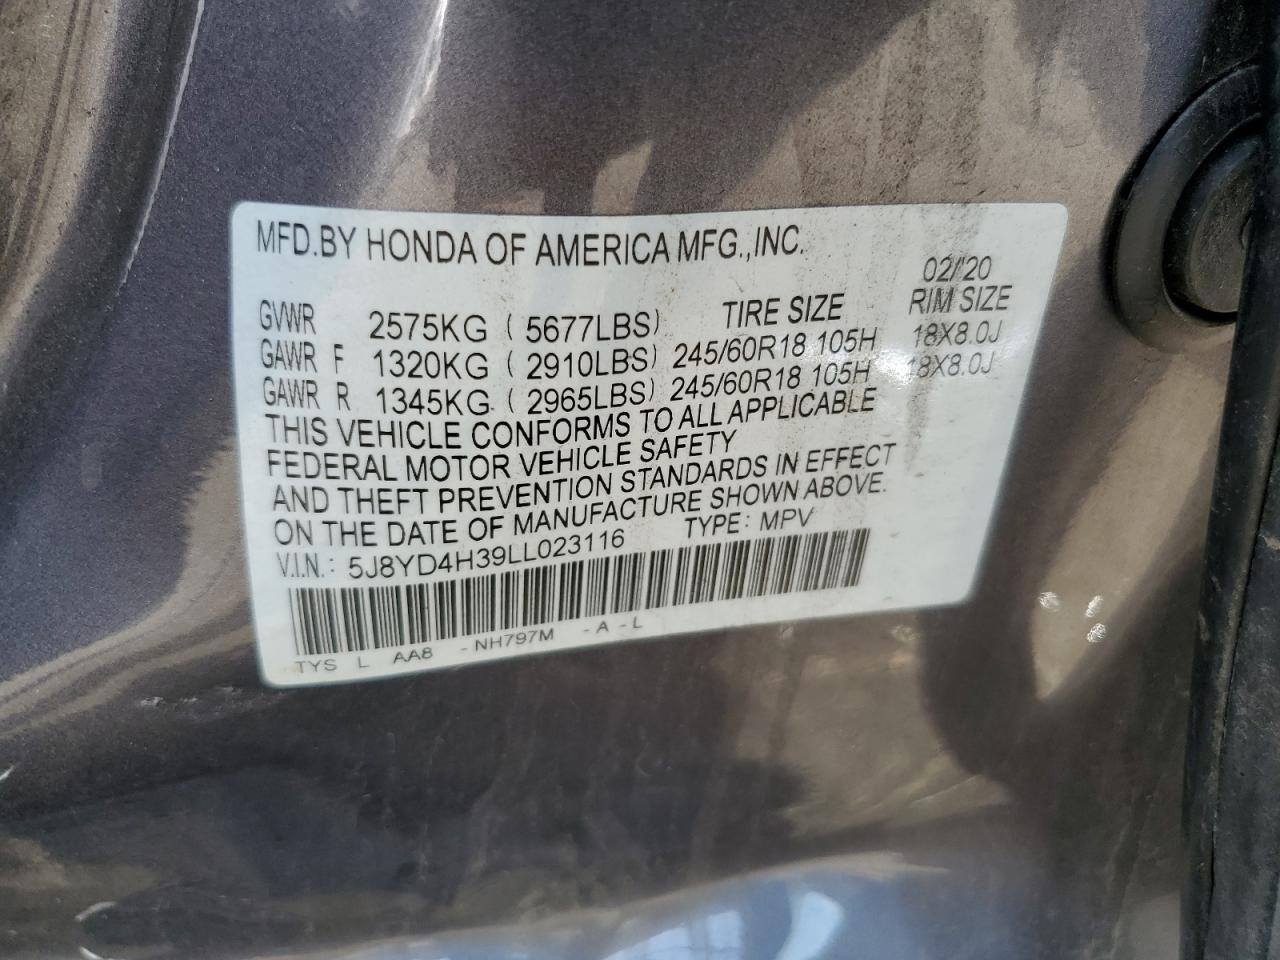 MFD.BY HONDA OF AMERICA MFG.,INC.
02/'20
GVWR 2575KG ( 5677LBS) TIRE SIZE RIM SIZE
GAWR F 1320KG ( 2910LBS) 245/60R18 105H 18X8.0J
GAWR R 1345KG ( 2965LBS) 245/60R18 105H 18X8.0J
THIS VEHICLE CONFORMS TO ALL APPLICABLE
FEDERAL MOTOR VEHICLE SAFETY
AND THEFT PREVENTION STANDARDS IN EFFECT
ON THE DATE OF MANUFACTURE SHOWN ABOVE.
V.I.N.: 5J8YD4H39LL023116 TYPE: MPV
TYS L AA8 - NH797M - A - L